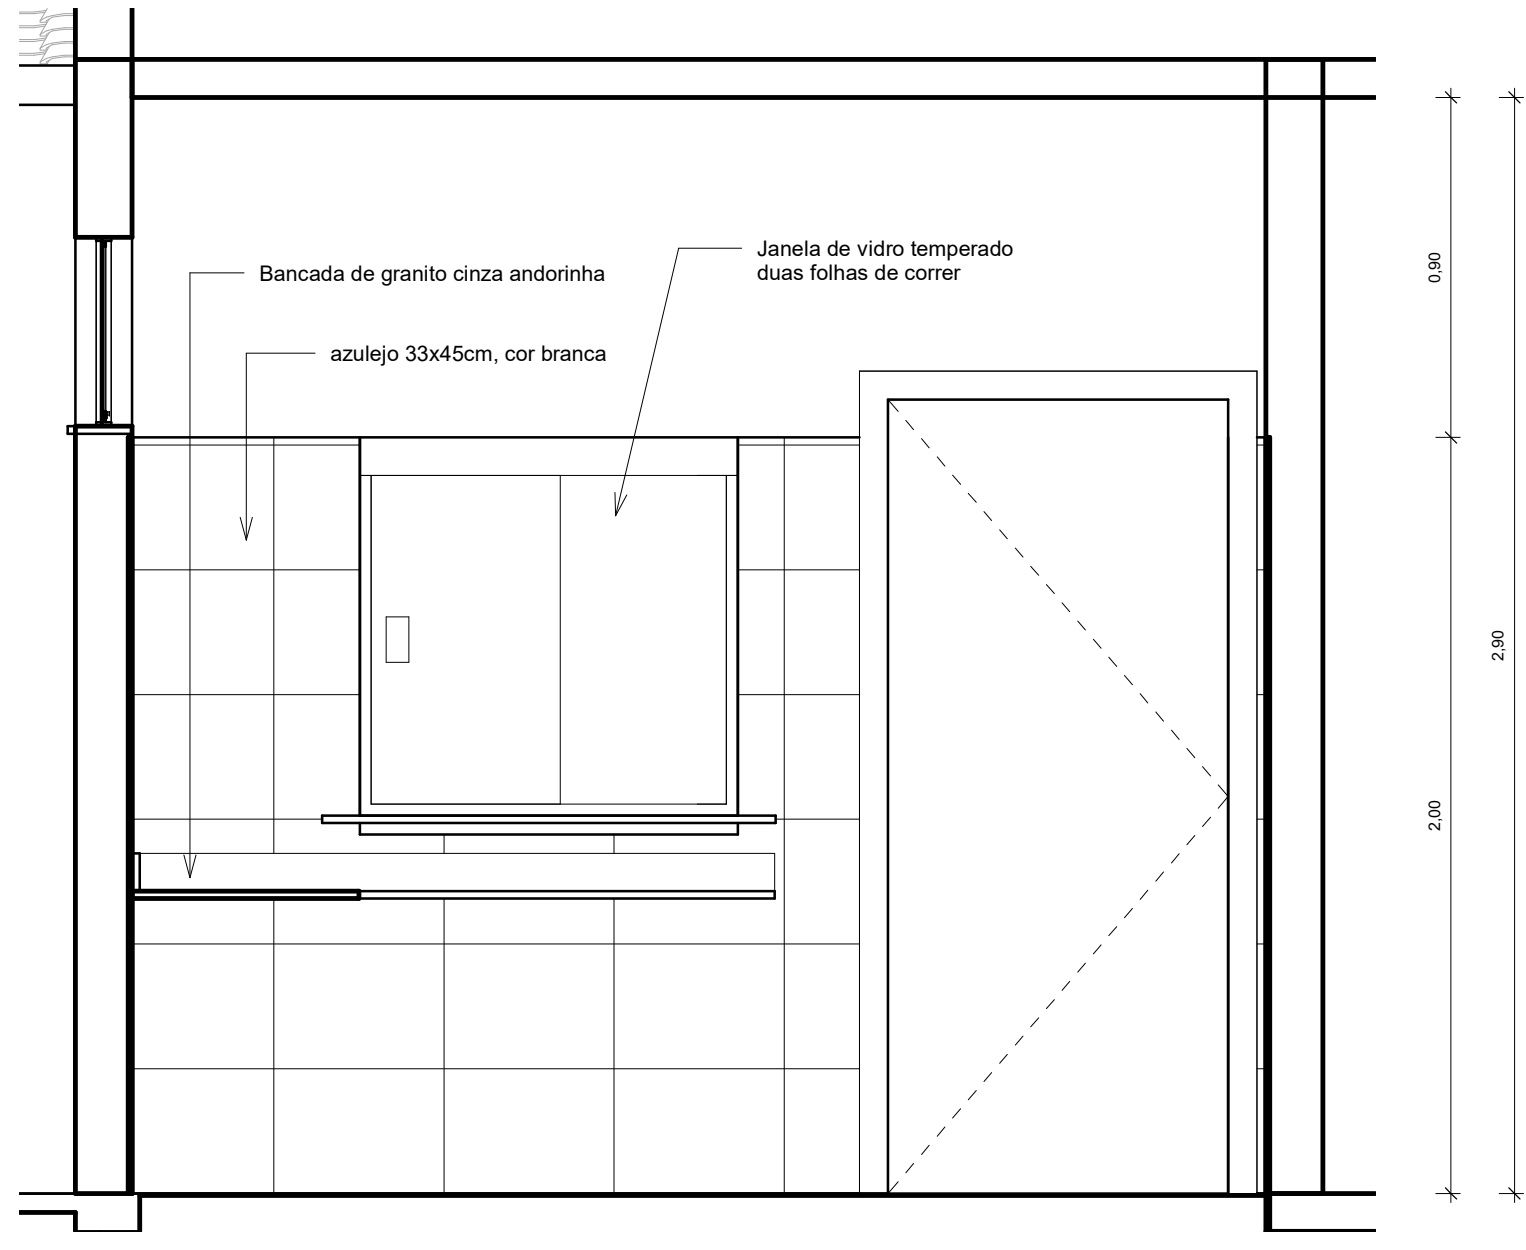 Janela de vidro temperado
duas folhas de correr
Bancada de granito cinza andorinha
azulejo 33x45cm, cor branca
0,90
2,90
2,00